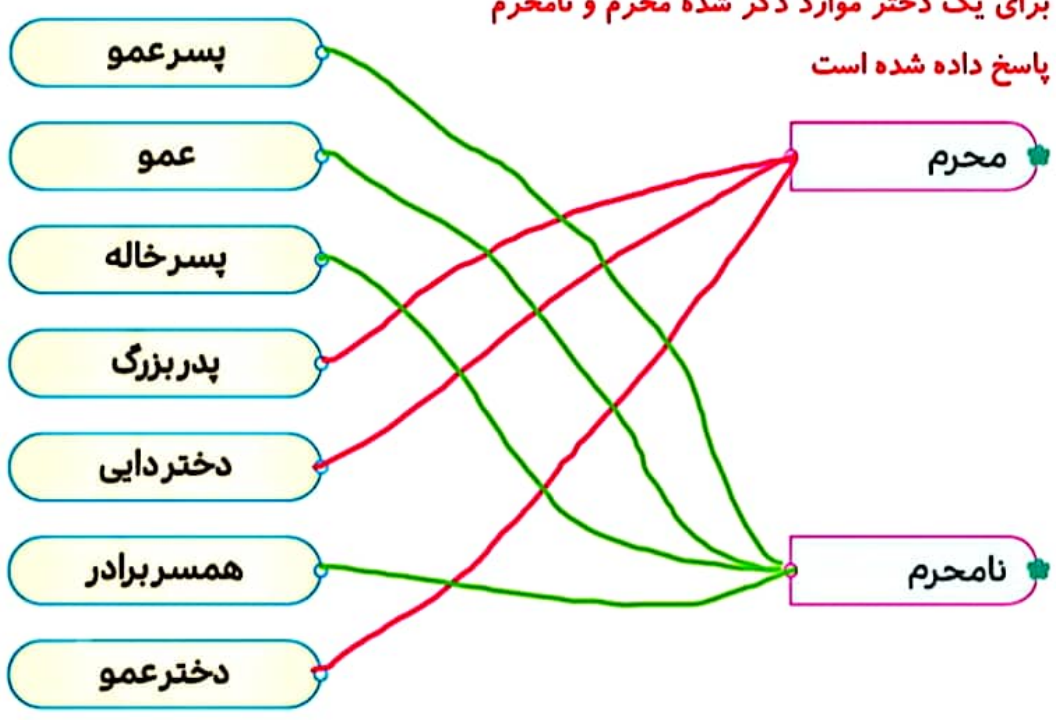 برای یک دختر موارد ذکر شده محرم و نامحرم
پاسخ داده شده است
محرم
نامحرم
پسرعمو
عمو
پسرخاله
پدربزرگ
دختردایی
همسربرادر
دخترعمو